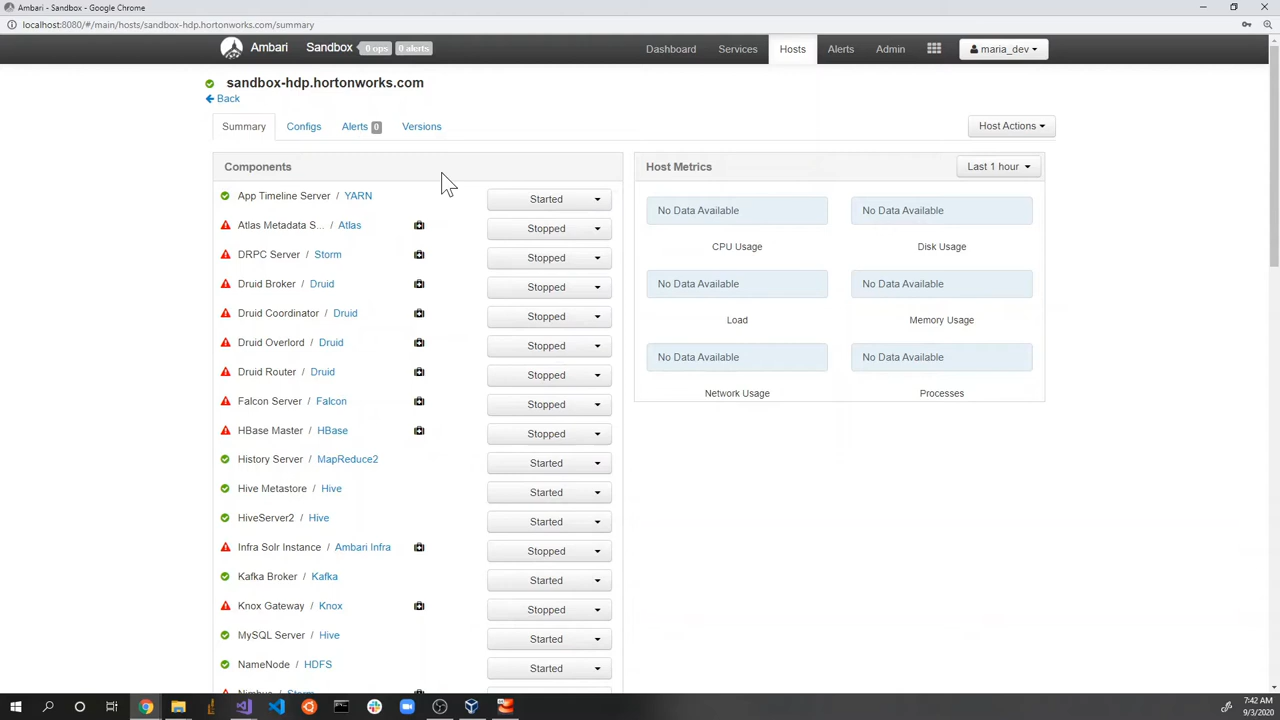 Ambari - Sandbox - Google Chrome
localhost:8080/#/main/hosts/sandbox-hdp.hortonworks.com/summary
Ambari Sandbox 0 ops 0 alerts Dashboard Services Hosts Alerts Admin maria_dev
sandbox-hdp.hortonworks.com
Back
Summary Configs Alerts 0 Versions Host Actions
Components
App Timeline Server / YARN Started
Atlas Metadata S... / Atlas Stopped
DRPC Server / Storm Stopped
Druid Broker / Druid Stopped
Druid Coordinator / Druid Stopped
Druid Overlord / Druid Stopped
Druid Router / Druid Stopped
Falcon Server / Falcon Stopped
HBase Master / HBase Stopped
History Server / MapReduce2 Started
Hive Metastore / Hive Started
HiveServer2 / Hive Started
Infra Solr Instance / Ambari Infra Stopped
Kafka Broker / Kafka Started
Knox Gateway / Knox Stopped
MySQL Server / Hive Started
NameNode / HDFS Started
Nimbus / Storm
Host Metrics Last 1 hour
No Data Available No Data Available
CPU Usage Disk Usage
No Data Available No Data Available
Load Memory Usage
No Data Available No Data Available
Network Usage Processes
7:42 AM
9/3/2020